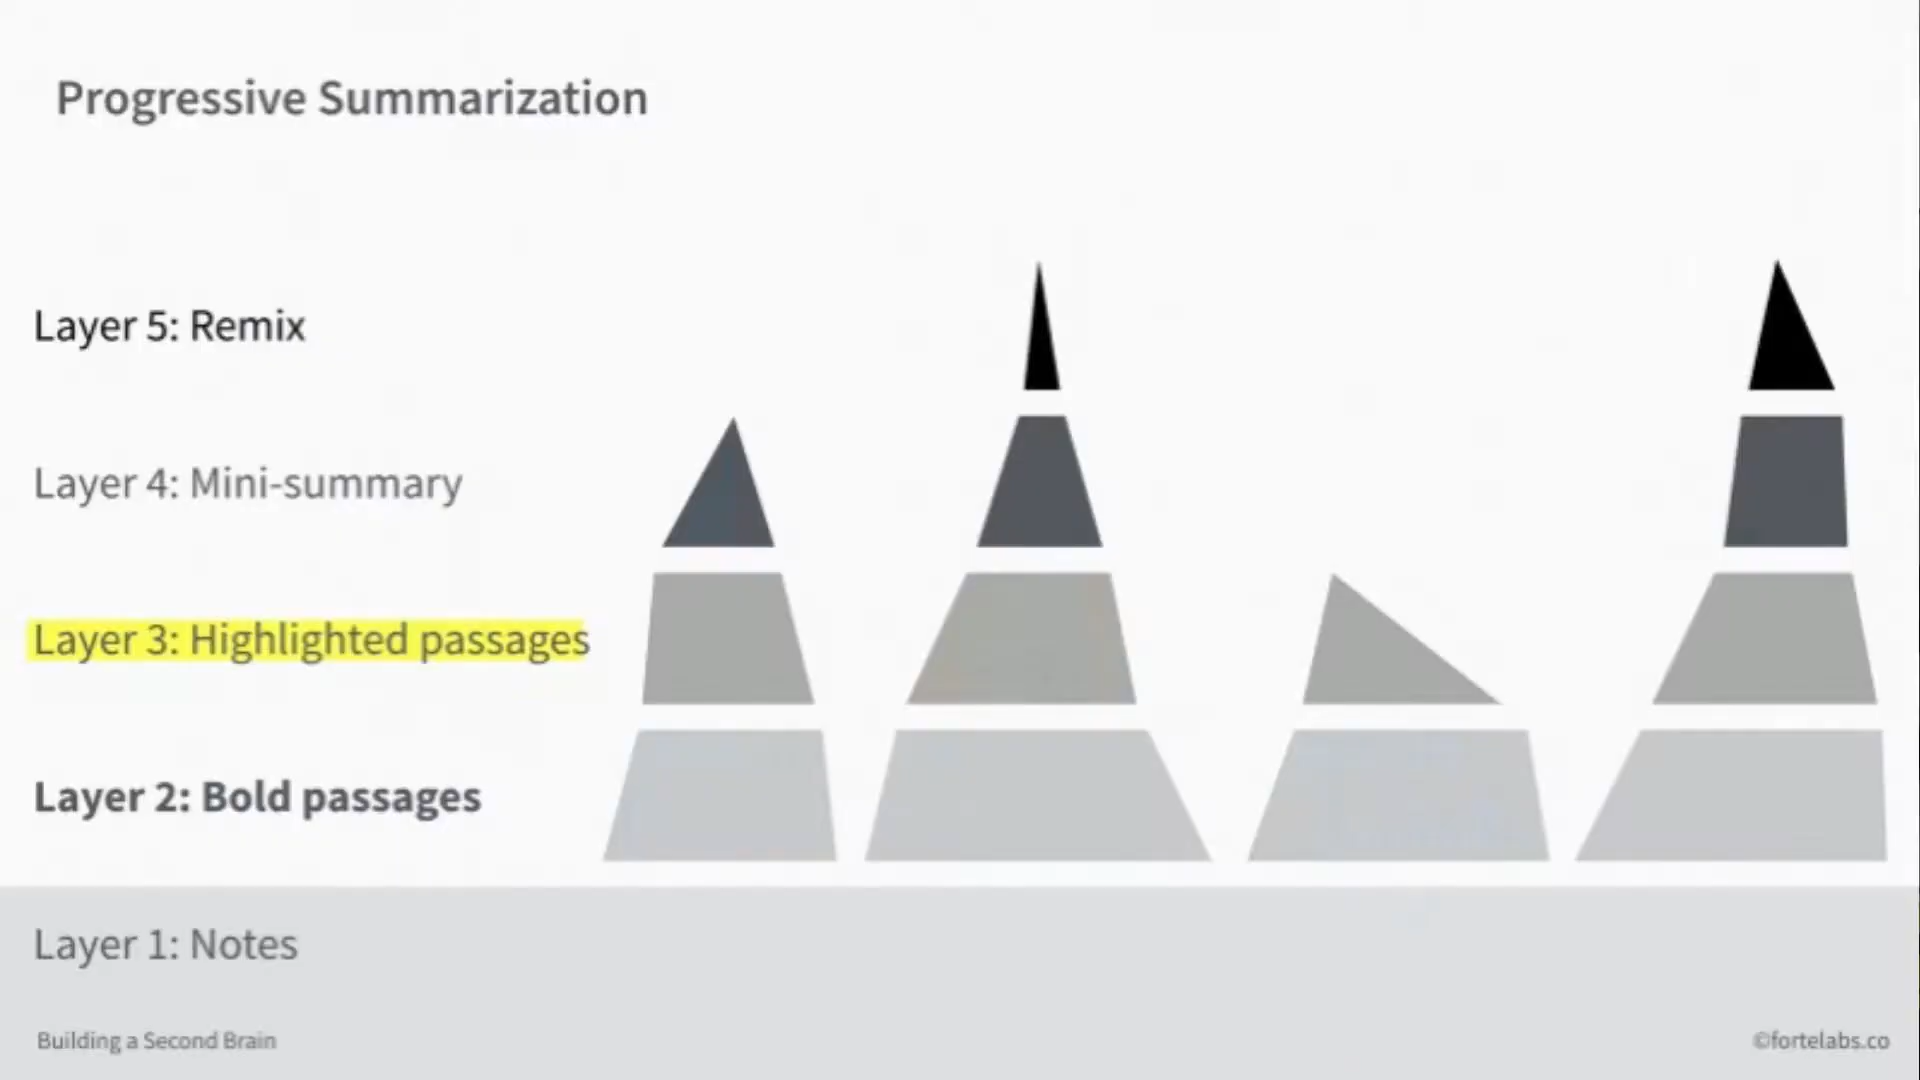 Progressive Summarization
Layer 5: Remix
Layer 4: Mini-summary
Layer 3: Highlighted passages
Layer 2: Bold passages
Layer 1: Notes
Building a Second Brain
©fortelabs.co